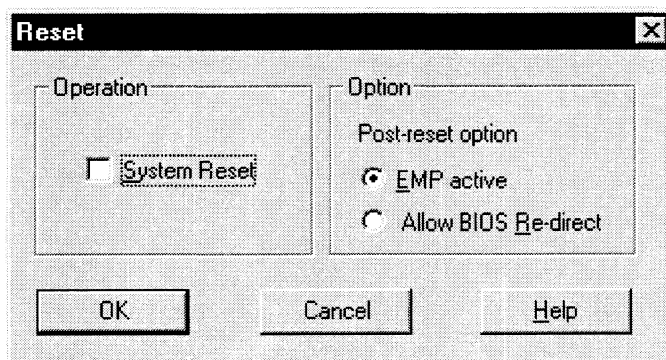 Reset
Operation
System Reset
Option
Post-reset option
EMP active
Allow BIOS Re-direct
OK
Cancel
Help